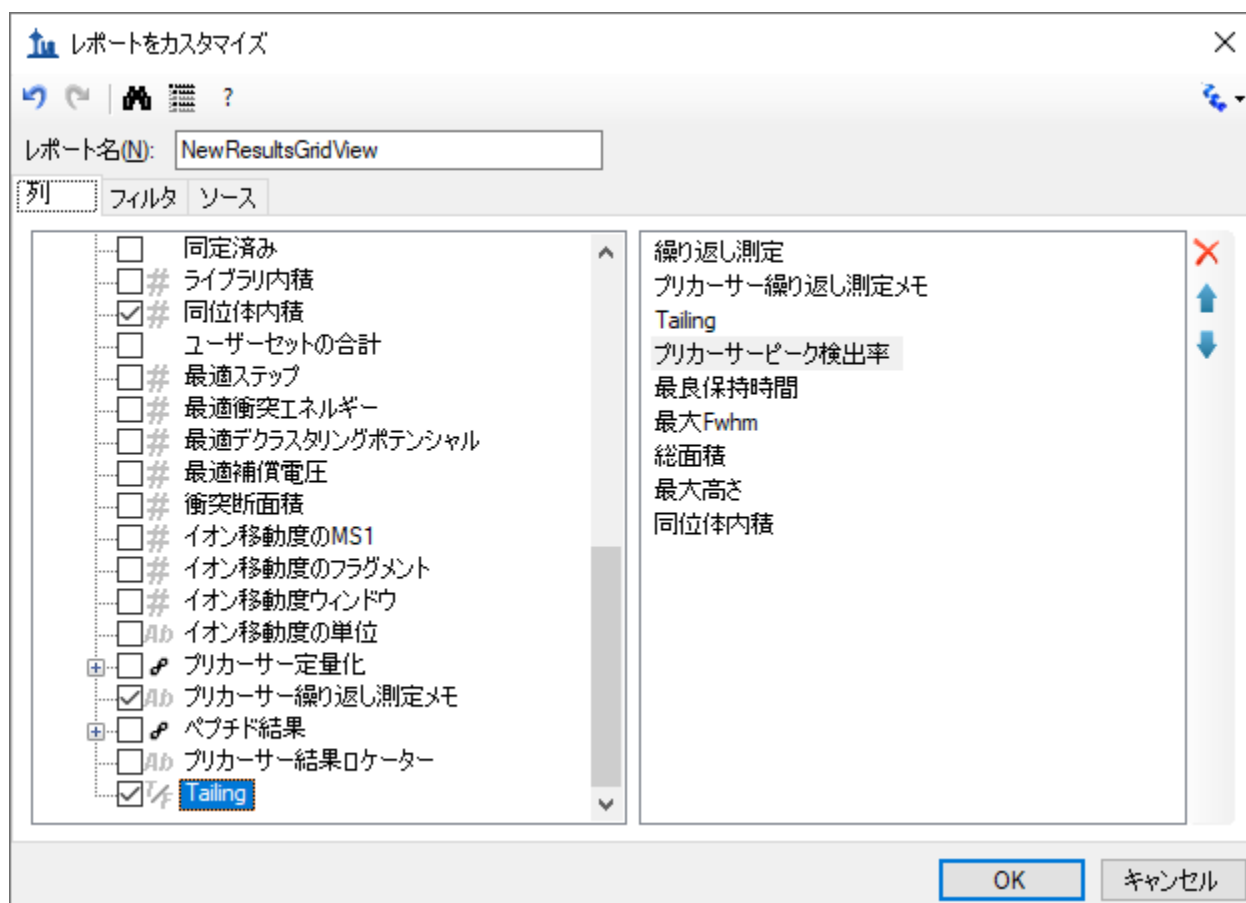 レポートをカスタマイズ
?
レポート名(N): NewResultsGridView
列 フィルタ ソース
同定済み
# ライブラリ内積
# 同位体内積
ユーザーセットの合計
# 最適ステップ
# 最適衝突エネルギー
# 最適デクラスタリングポテンシャル
# 最適補償電圧
# 衝突断面積
# イオン移動度のMS1
# イオン移動度のフラグメント
# イオン移動度ウィンドウ
Ab イオン移動度の単位
プリカーサー定量化
Ab プリカーサー繰り返し測定メモ
ペプチド結果
Ab プリカーサー結果ロケーター
T/F Tailing
繰り返し測定
プリカーサー繰り返し測定メモ
Tailing
プリカーサーピーク検出率
最良保持時間
最大Fwhm
総面積
最大高さ
同位体内積
OK キャンセル